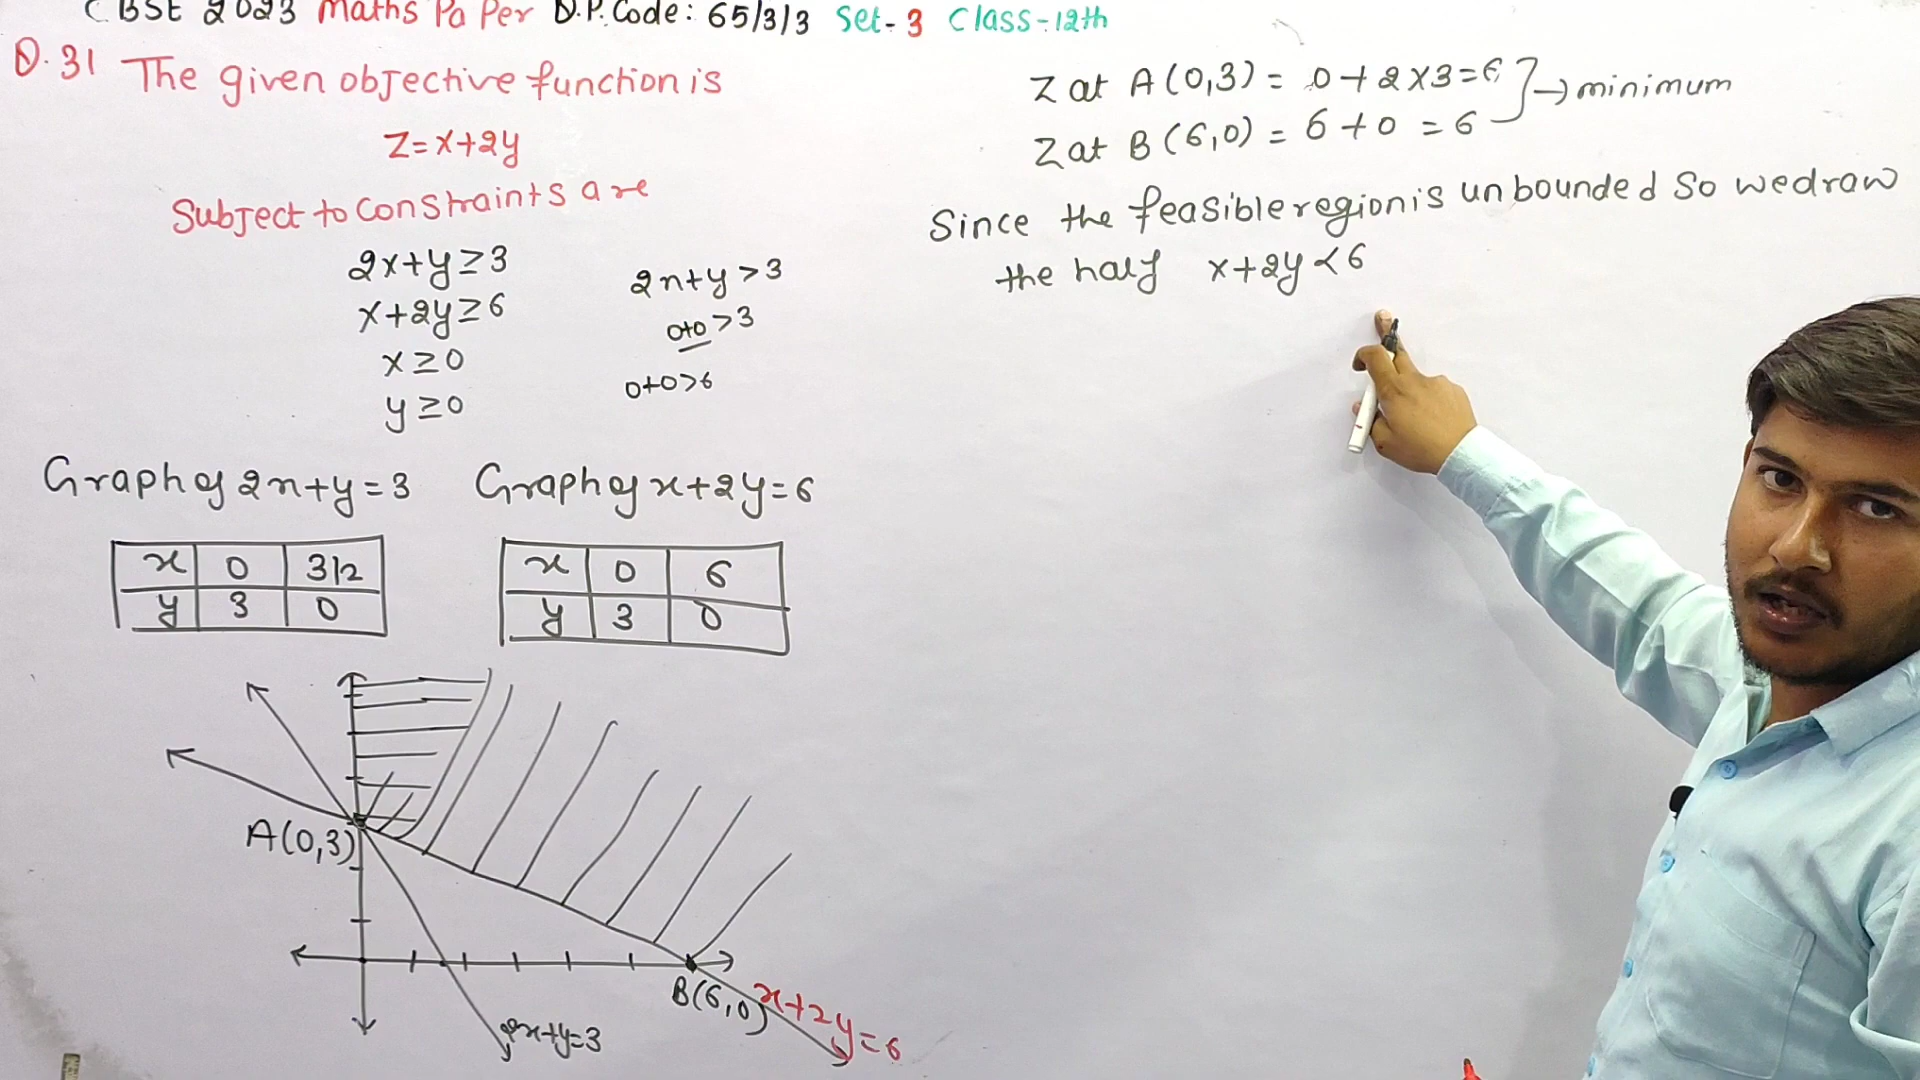 CBSE 2023 Maths Paper Q.P. Code: 65/3/3 Set-3 Class-12th
Q.31 The given objective function is
Z=x+2y
Subject to constraints are
2x+y≥3
x+2y≥6
x≥0
y≥0
2x+y>3
0+0>3
0+0>6
Graph of 2x+y=3
x 0 3/2
y 3 0
Graph of x+2y=6
x 0 6
y 3 0
A(0,3)
B(6,0)
x+2y=6
2x+y=3
Z at A(0,3) = 0+2×3=6
Z at B(6,0) = 6+0 = 6
→minimum
Since the feasible region is unbounded So we draw
the half x+2y<6